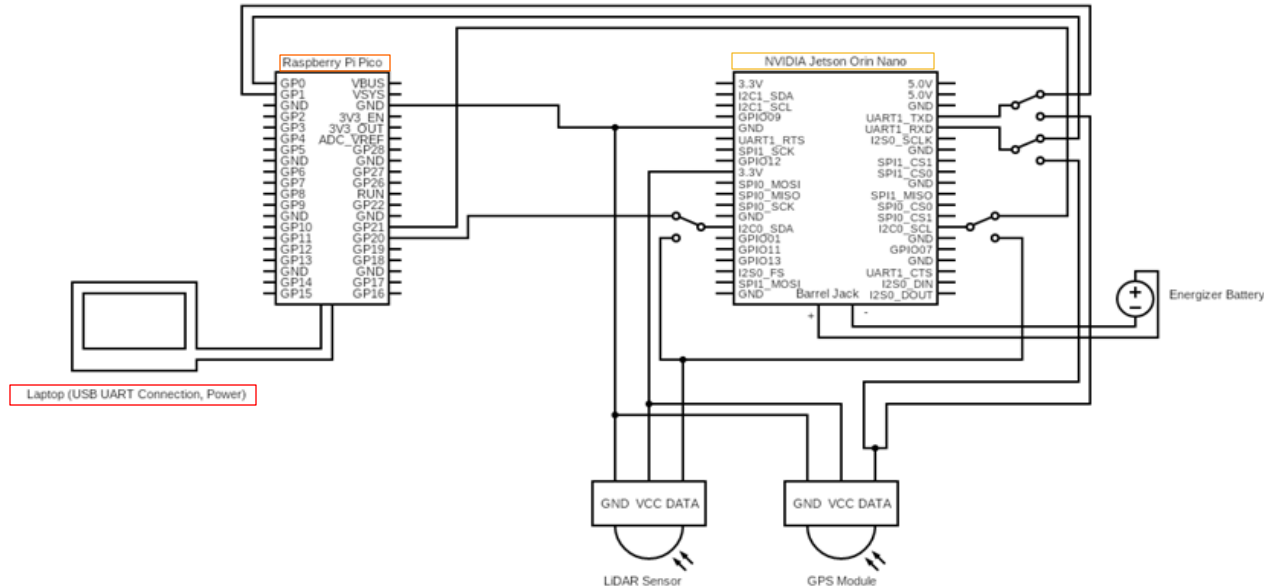 Raspberry Pi Pico
GP0
GP1
GND
GP2
GP3
GP4
GP5
GND
GP6
GP7
GP8
GP9
GND
GP10
GP11
GP12
GP13
GND
GP14
GP15
VBUS
VSYS
GND
3V3_EN
3V3_OUT
ADC_VREF
GP28
GND
GP27
GP26
RUN
GP22
GND
GP21
GP20
GP19
GP18
GND
GP17
GP16
NVIDIA Jetson Orin Nano
3.3V
I2C1_SDA
I2C1_SCL
GPIO09
GND
UART1_RTS
SPI1_SCK
GPIO12
3.3V
SPI0_MOSI
SPI0_MISO
SPI0_SCK
GND
I2C0_SDA
GPIO01
GPIO11
GPIO13
I2S0_FS
SPI1_MOSI
GND
5.0V
5.0V
GND
UART1_TXD
UART1_RXD
I2S0_SCLK
GND
SPI1_CS1
SPI1_CS0
GND
SPI1_MISO
SPI0_CS0
SPI0_CS1
I2C0_SCL
GND
GPIO07
GND
UART1_CTS
I2S0_DIN
I2S0_DOUT
Barrel Jack
+ -
+
−
Energizer Battery
Laptop (USB UART Connection, Power)
GND VCC DATA
LiDAR Sensor
GND VCC DATA
GPS Module